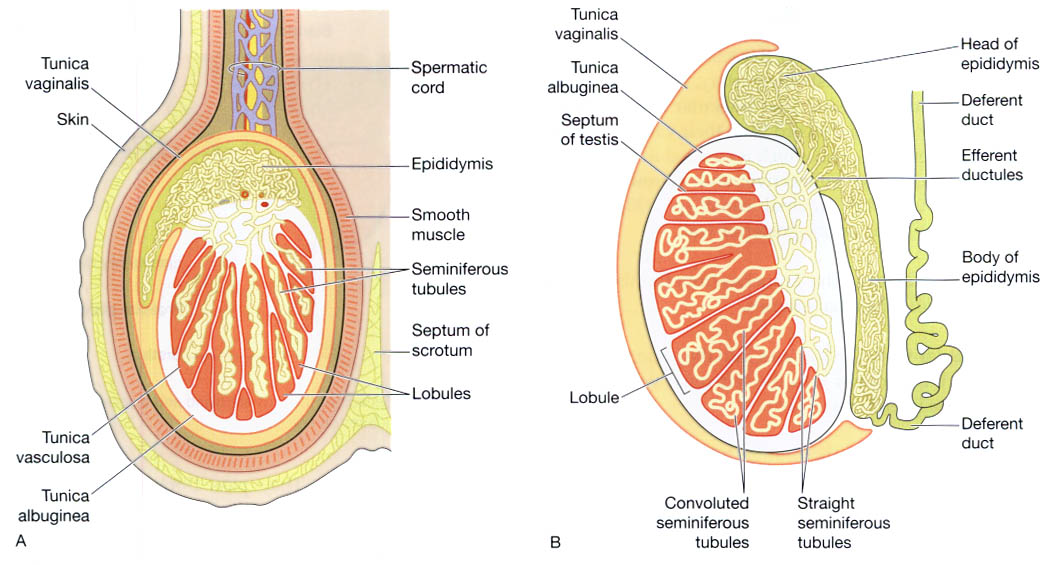 Tunica
vaginalis
Skin
Spermatic
cord
Epididymis
Smooth
muscle
Seminiferous
tubules
Septum of
scrotum
Lobules
Tunica
vasculosa
Tunica
albuginea
A
Tunica
vaginalis
Tunica
albuginea
Septum
of testis
Lobule
Head of
epididymis
Deferent
duct
Efferent
ductules
Body of
epididymis
Deferent
duct
Convoluted
seminiferous
tubules
Straight
seminiferous
tubules
B